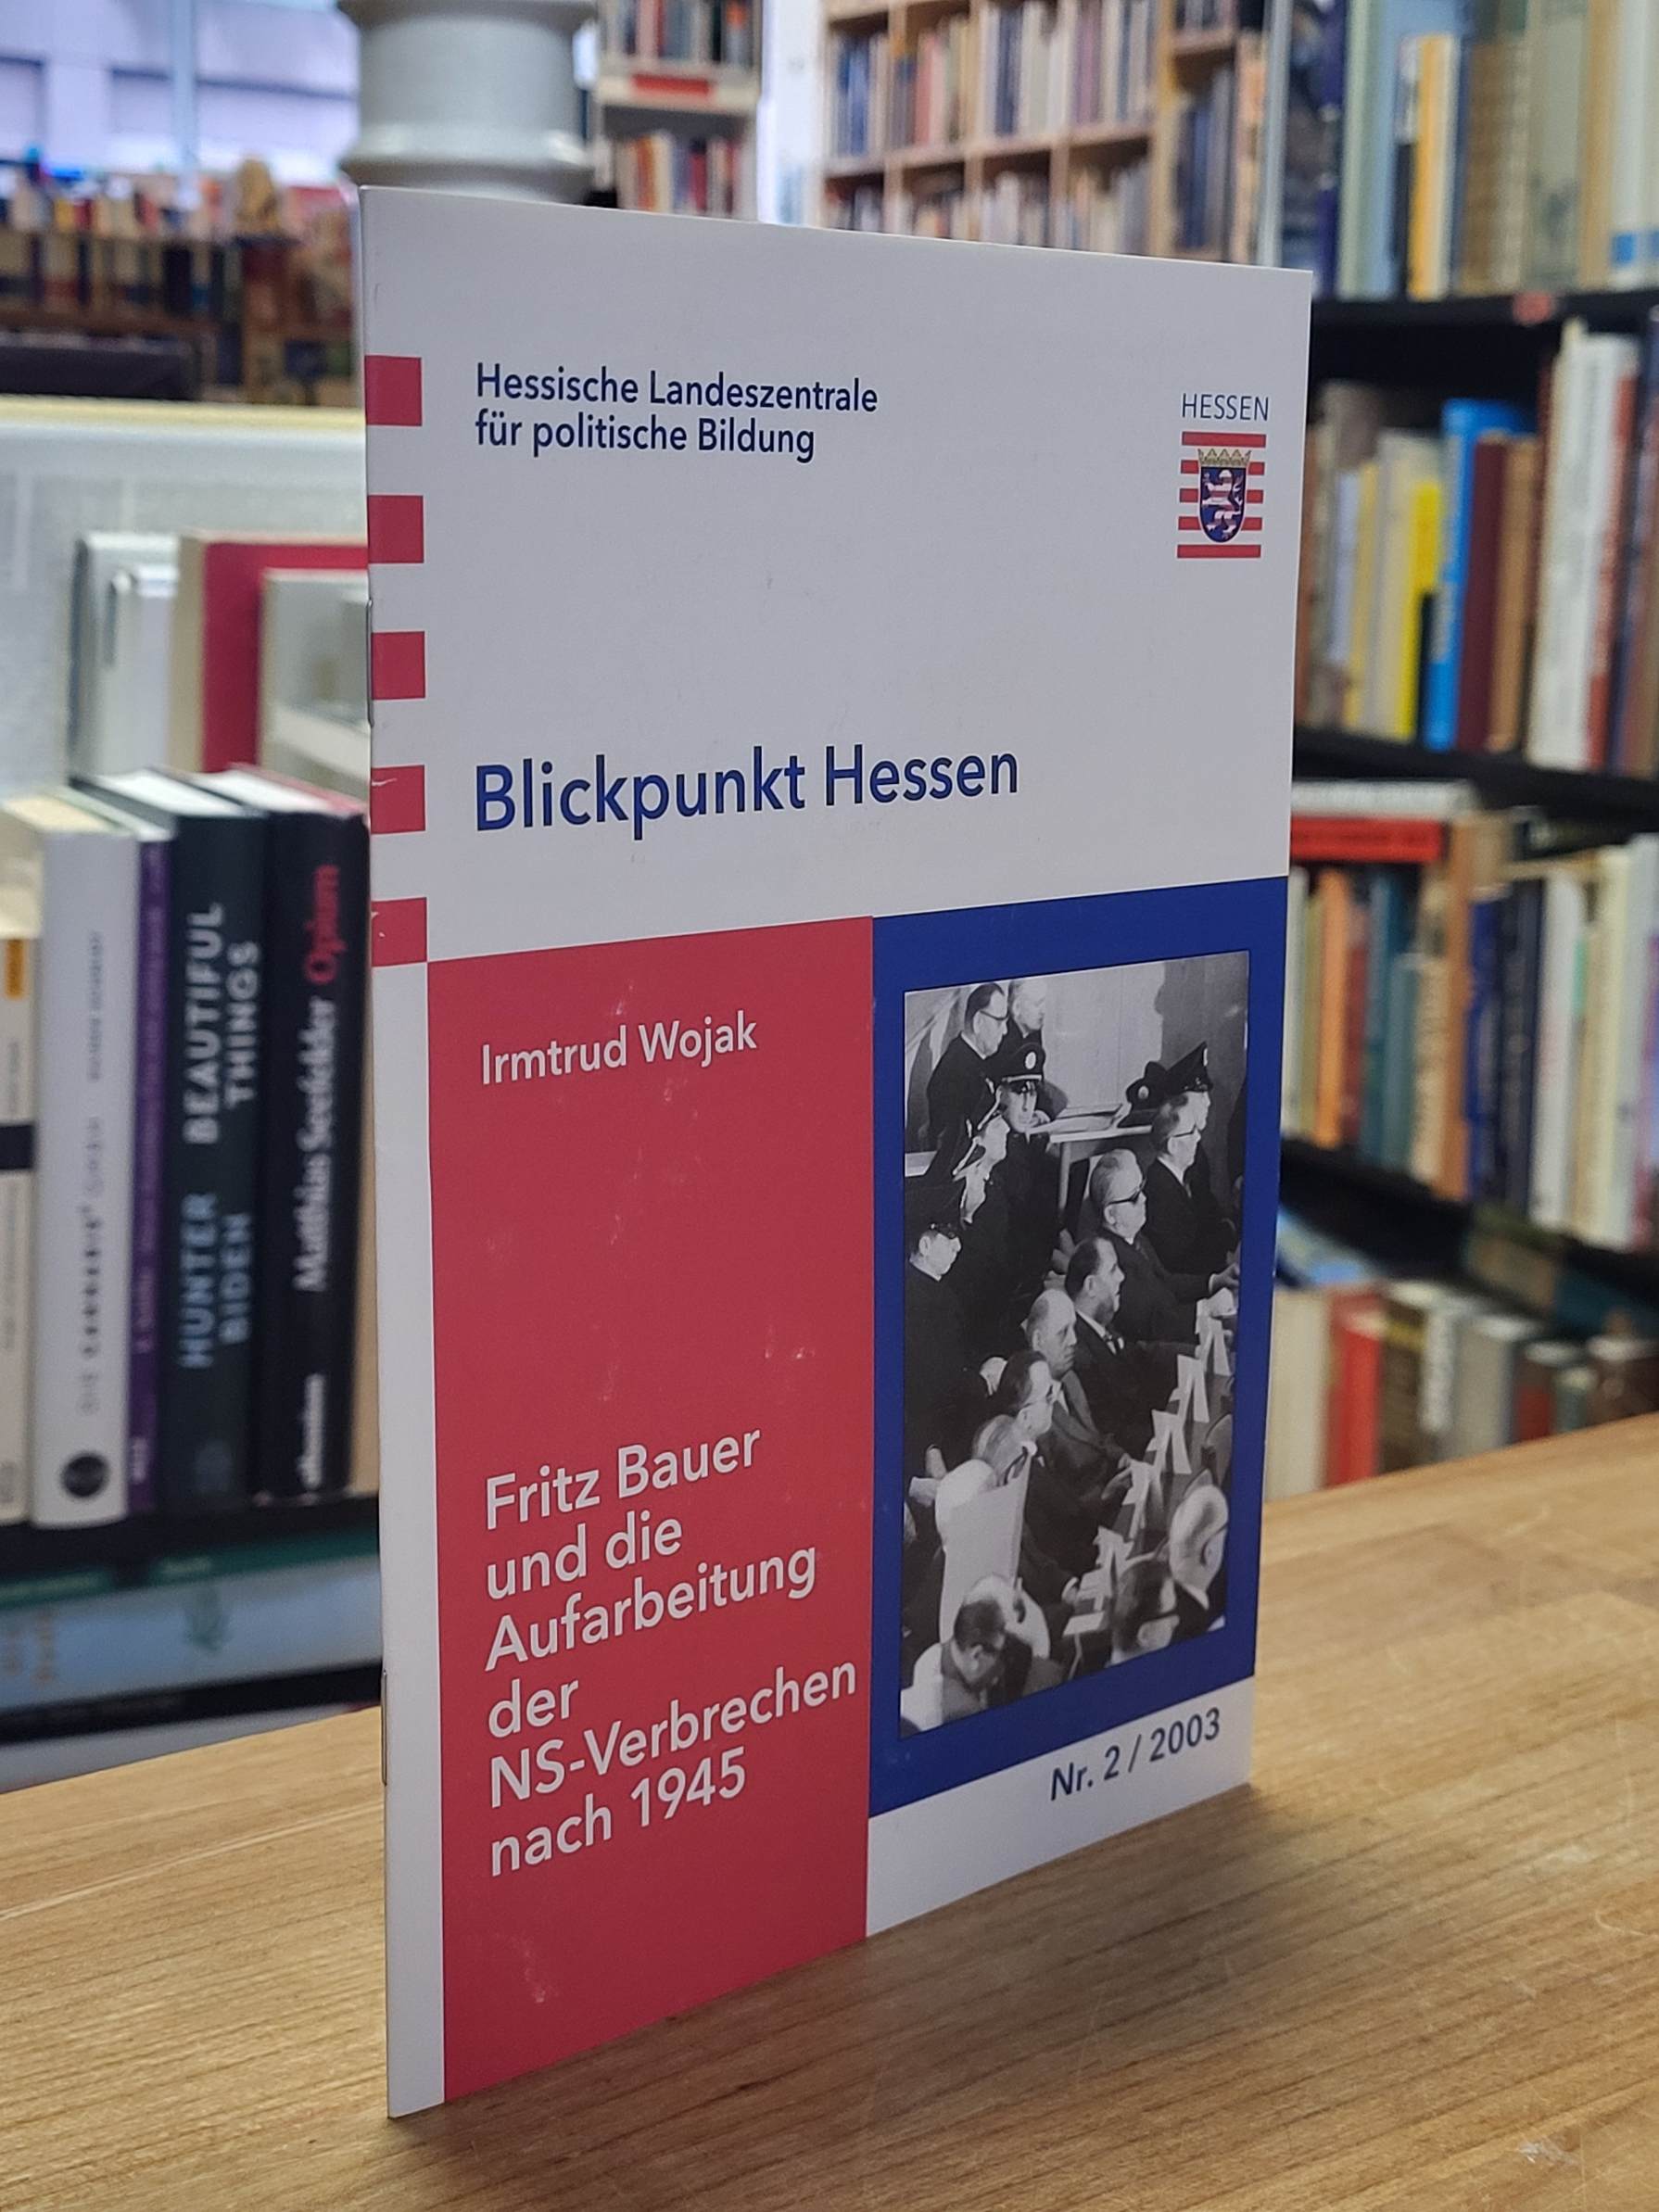 Hessische Landeszentrale
für politische Bildung
HESSEN
Blickpunkt Hessen
Irmtrud Wojak
Fritz Bauer
und die
Aufarbeitung
der
NS-Verbrechen
nach 1945
Nr. 2 / 2003
HUNTER BIDEN
BEAUTIFUL THINGS
Matthias Seefelder Opium